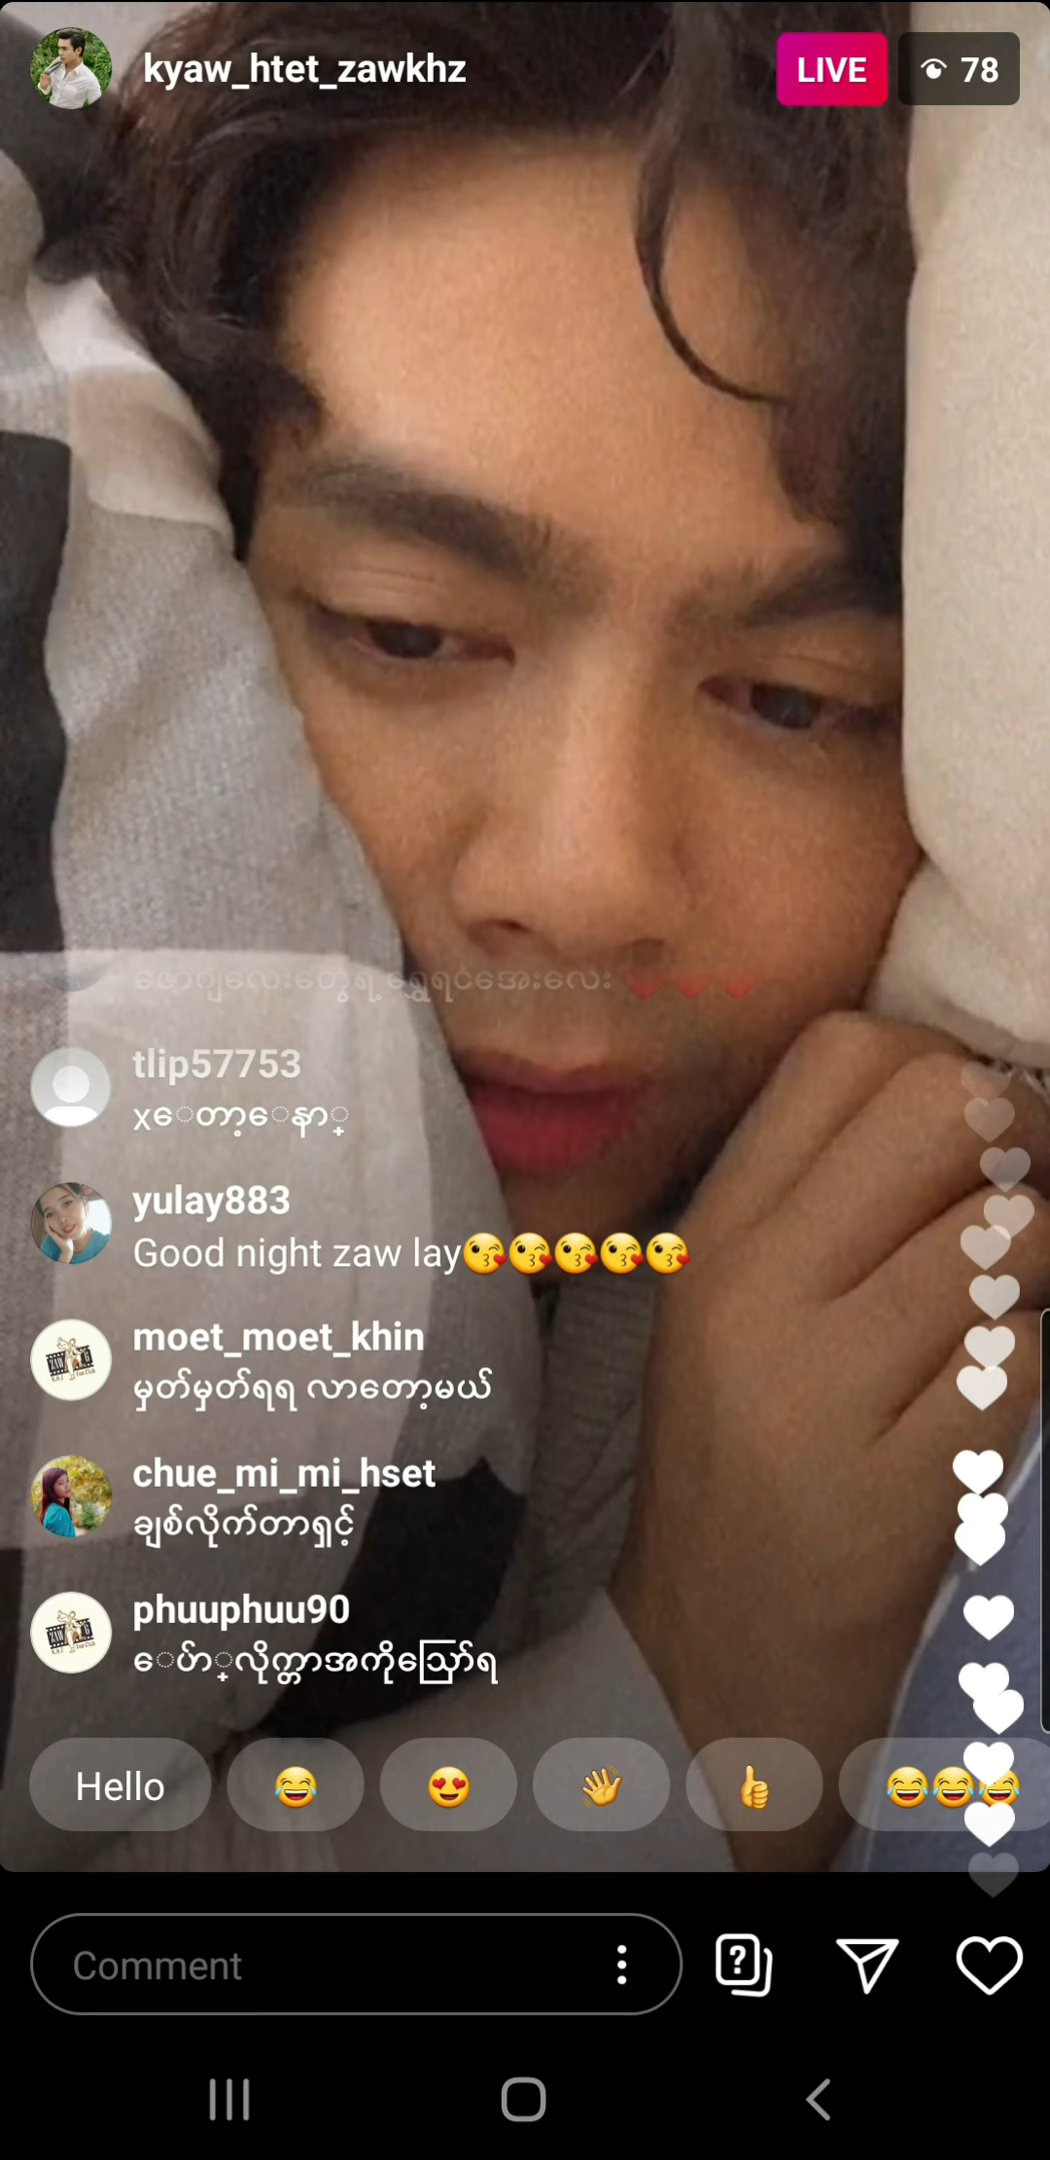 kyaw_htet_zawkhz
LIVE 78
tlip57753
xေတာ့ေနာ္
yulay883
Good night zaw lay😘😘😘😘😘
moet_moet_khin
မှတ်မှတ်ရရ လာတော့မယ်
chue_mi_mi_hset
ချစ်လိုက်တာရှင့်
phuuphuu90
ေပ်ာ္လိုက္တာအကိုဩော်ရ
Hello 😂 😍 👋 👍 😂😂😂
Comment